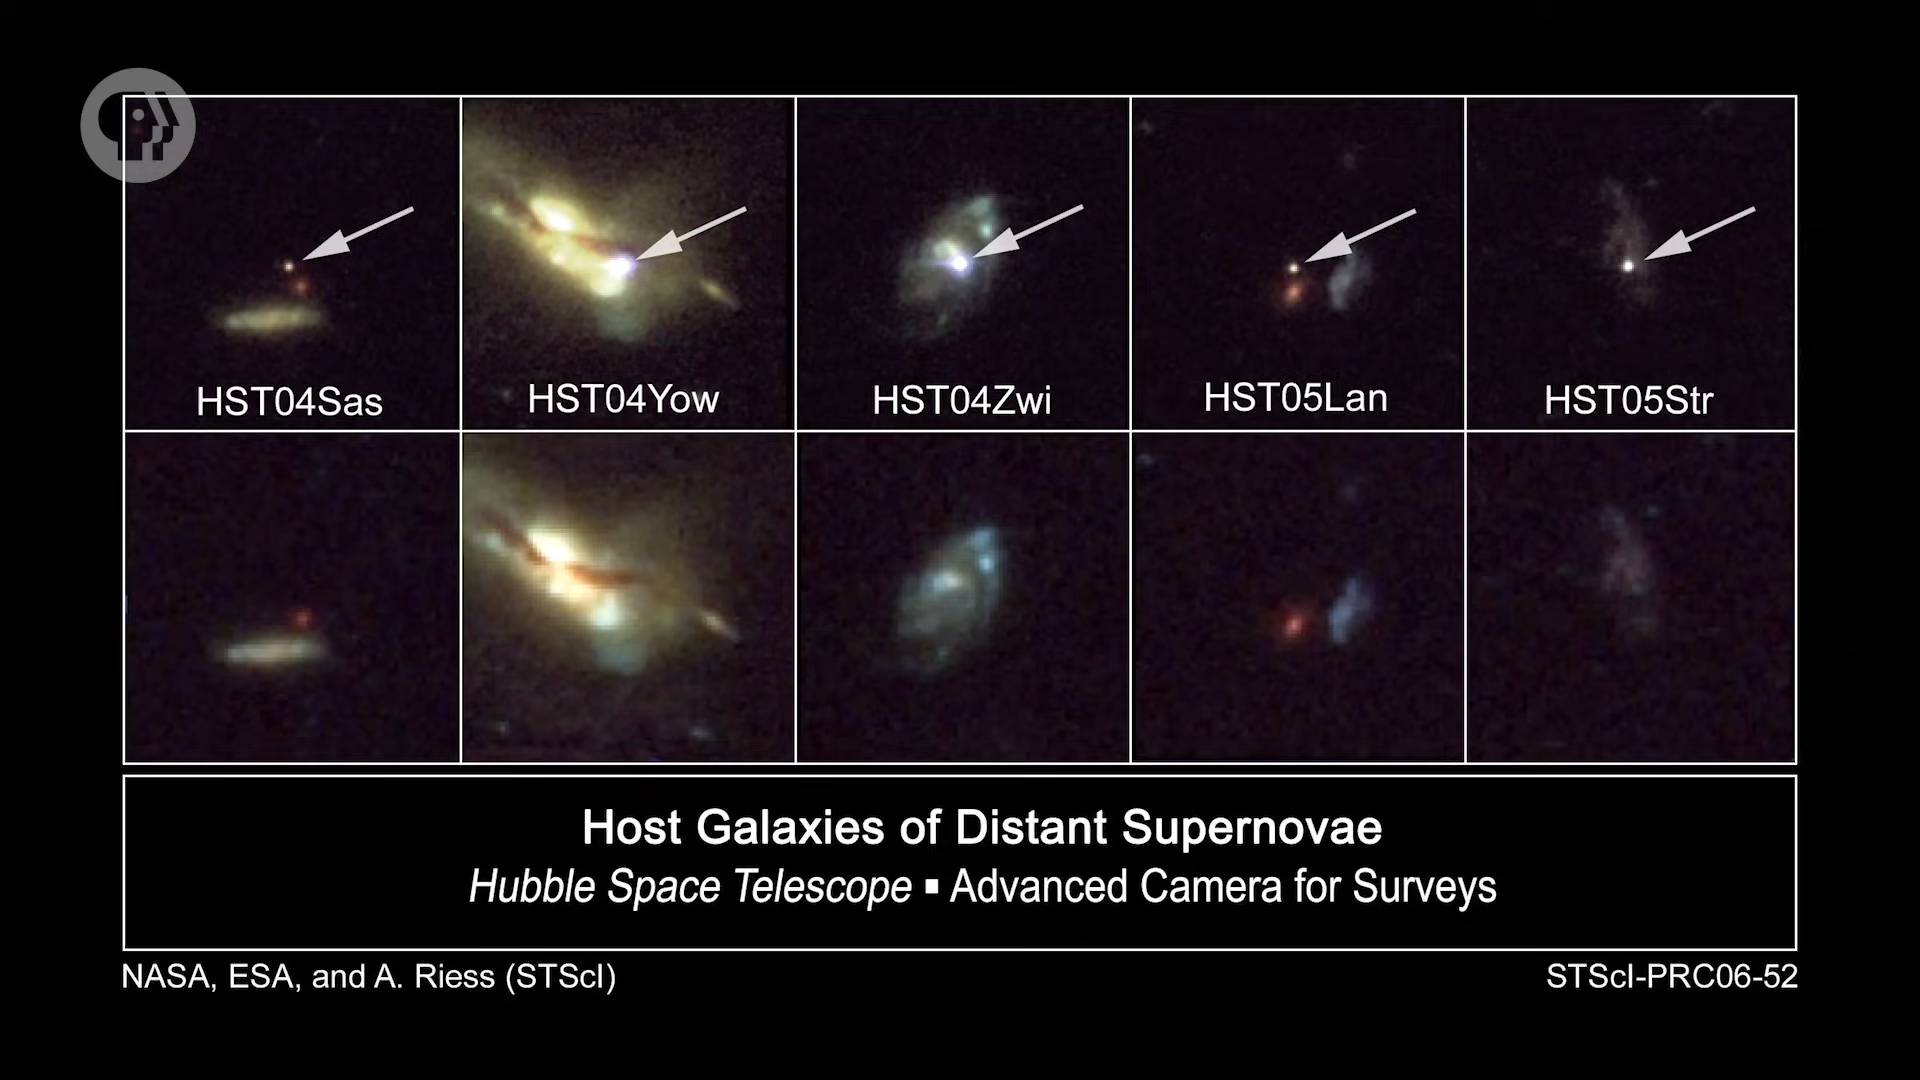 HST04Sas
HST04Yow
HST04Zwi
HST05Lan
HST05Str
Host Galaxies of Distant Supernovae
Hubble Space Telescope ▪ Advanced Camera for Surveys
NASA, ESA, and A. Riess (STScI)
STScI-PRC06-52